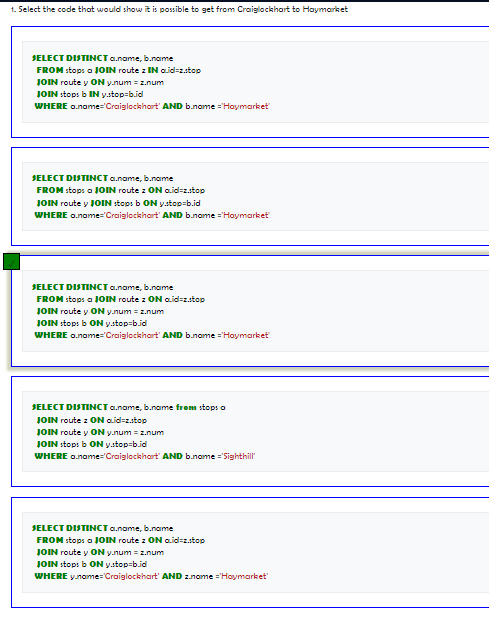 1. Select the code that would show it is possible to get from Craiglockhart to Haymarket
SELECT DISTINCT a.name, b.name
FROM stops a JOIN route z IN a.id=z.stop
JOIN route y ON y.num = z.num
JOIN stops b IN y.stop=b.id
WHERE a.name='Craiglockhart' AND b.name ='Haymarket'
SELECT DISTINCT a.name, b.name
FROM stops a JOIN route z ON a.id=z.stop
JOIN route y JOIN stops b ON y.stop=b.id
WHERE a.name='Craiglockhart' AND b.name ='Haymarket'
SELECT DISTINCT a.name, b.name
FROM stops a JOIN route z ON a.id=z.stop
JOIN route y ON y.num = z.num
JOIN stops b ON y.stop=b.id
WHERE a.name='Craiglockhart' AND b.name ='Haymarket'
SELECT DISTINCT a.name, b.name from stops a
JOIN route z ON a.id=z.stop
JOIN route y ON y.num = z.num
JOIN stops b ON y.stop=b.id
WHERE a.name='Craiglockhart' AND b.name ='Sighthill'
SELECT DISTINCT a.name, b.name
FROM stops a JOIN route z ON a.id=z.stop
JOIN route y ON y.num = z.num
JOIN stops b ON y.stop=b.id
WHERE y.name='Craiglockhart' AND z.name ='Haymarket'